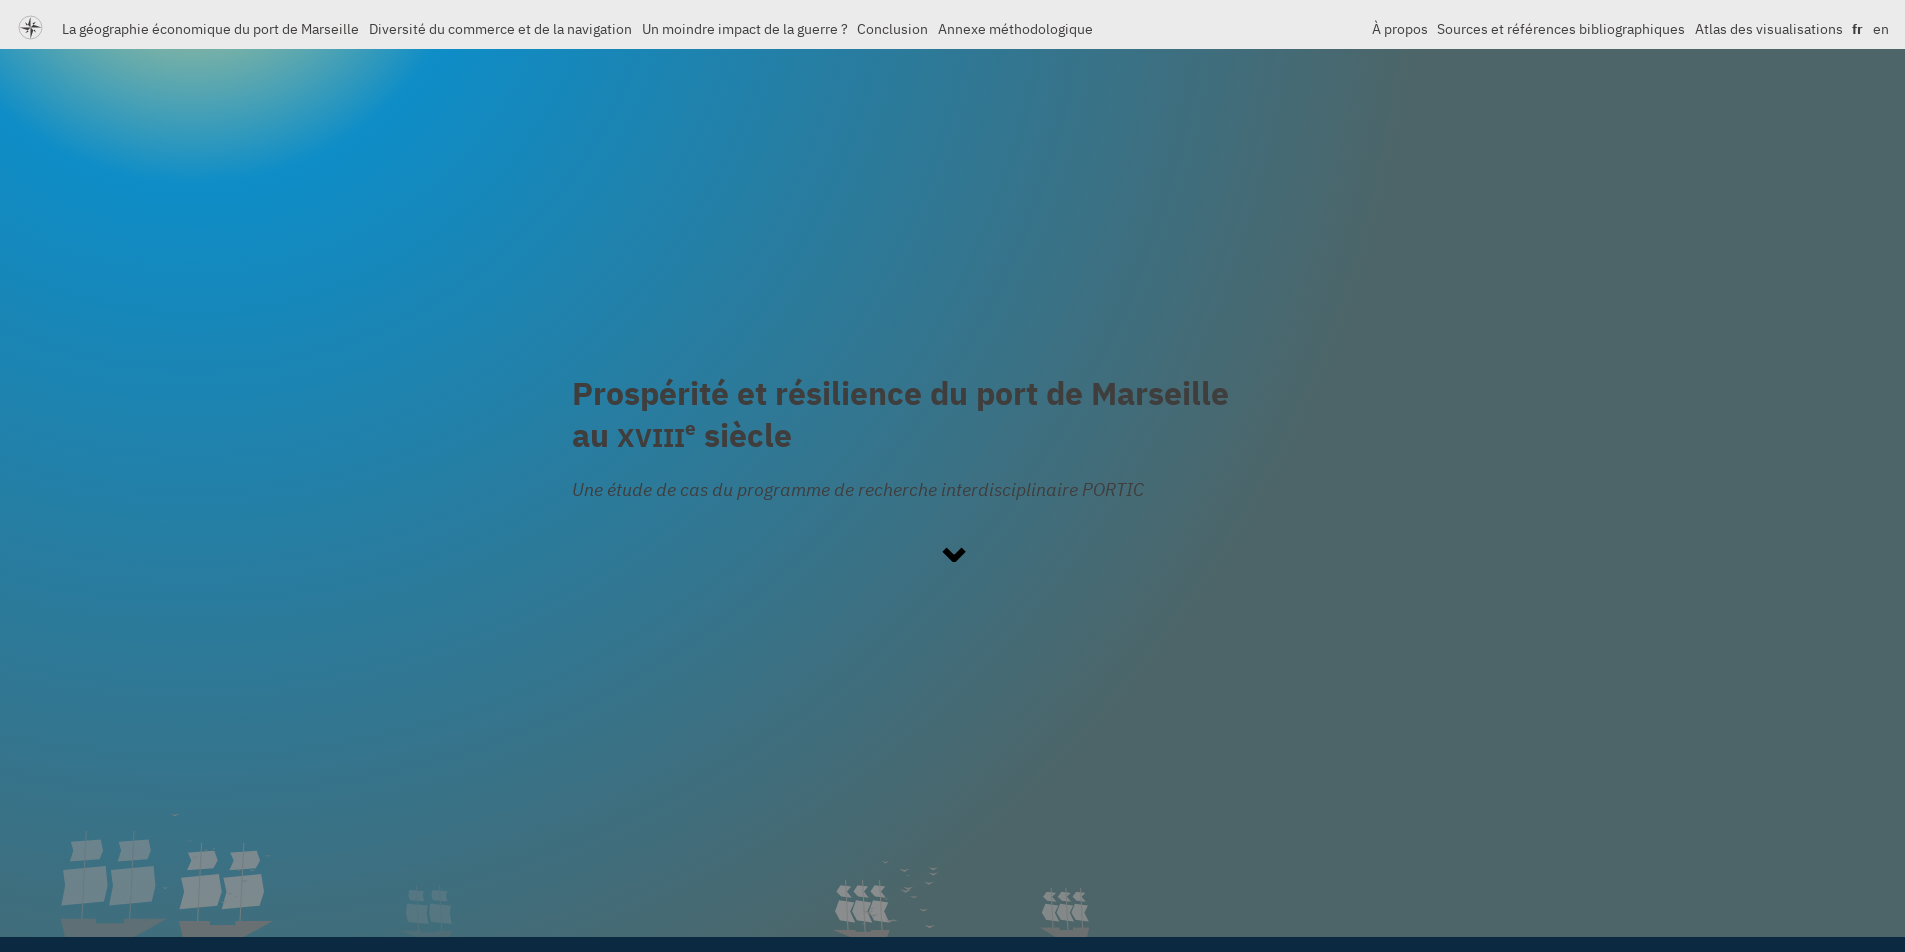 La géographie économique du port de Marseille Diversité du commerce et de la navigation Un moindre impact de la guerre ? Conclusion Annexe méthodologique À propos Sources et références bibliographiques Atlas des visualisations fr en
Prospérité et résilience du port de Marseille
au XVIIIe siècle
Une étude de cas du programme de recherche interdisciplinaire PORTIC